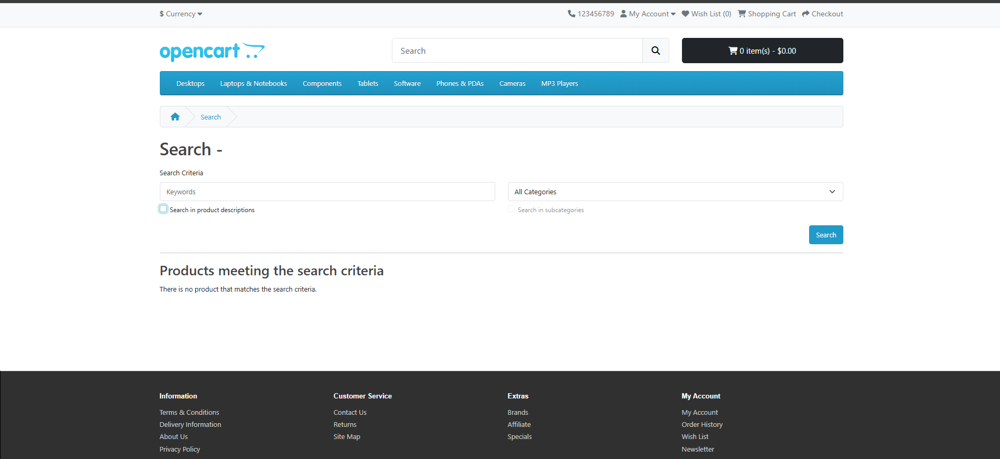 $ Currency
123456789 My Account Wish List (0) Shopping Cart Checkout
opencart
Search
0 item(s) - $0.00
Desktops Laptops & Notebooks Components Tablets Software Phones & PDAs Cameras MP3 Players
Search
Search -
Search Criteria
Keywords
All Categories
Search in product descriptions
Search in subcategories
Search
Products meeting the search criteria
There is no product that matches the search criteria.
Information
Terms & Conditions
Delivery Information
About Us
Privacy Policy
Customer Service
Contact Us
Returns
Site Map
Extras
Brands
Affiliate
Specials
My Account
My Account
Order History
Wish List
Newsletter